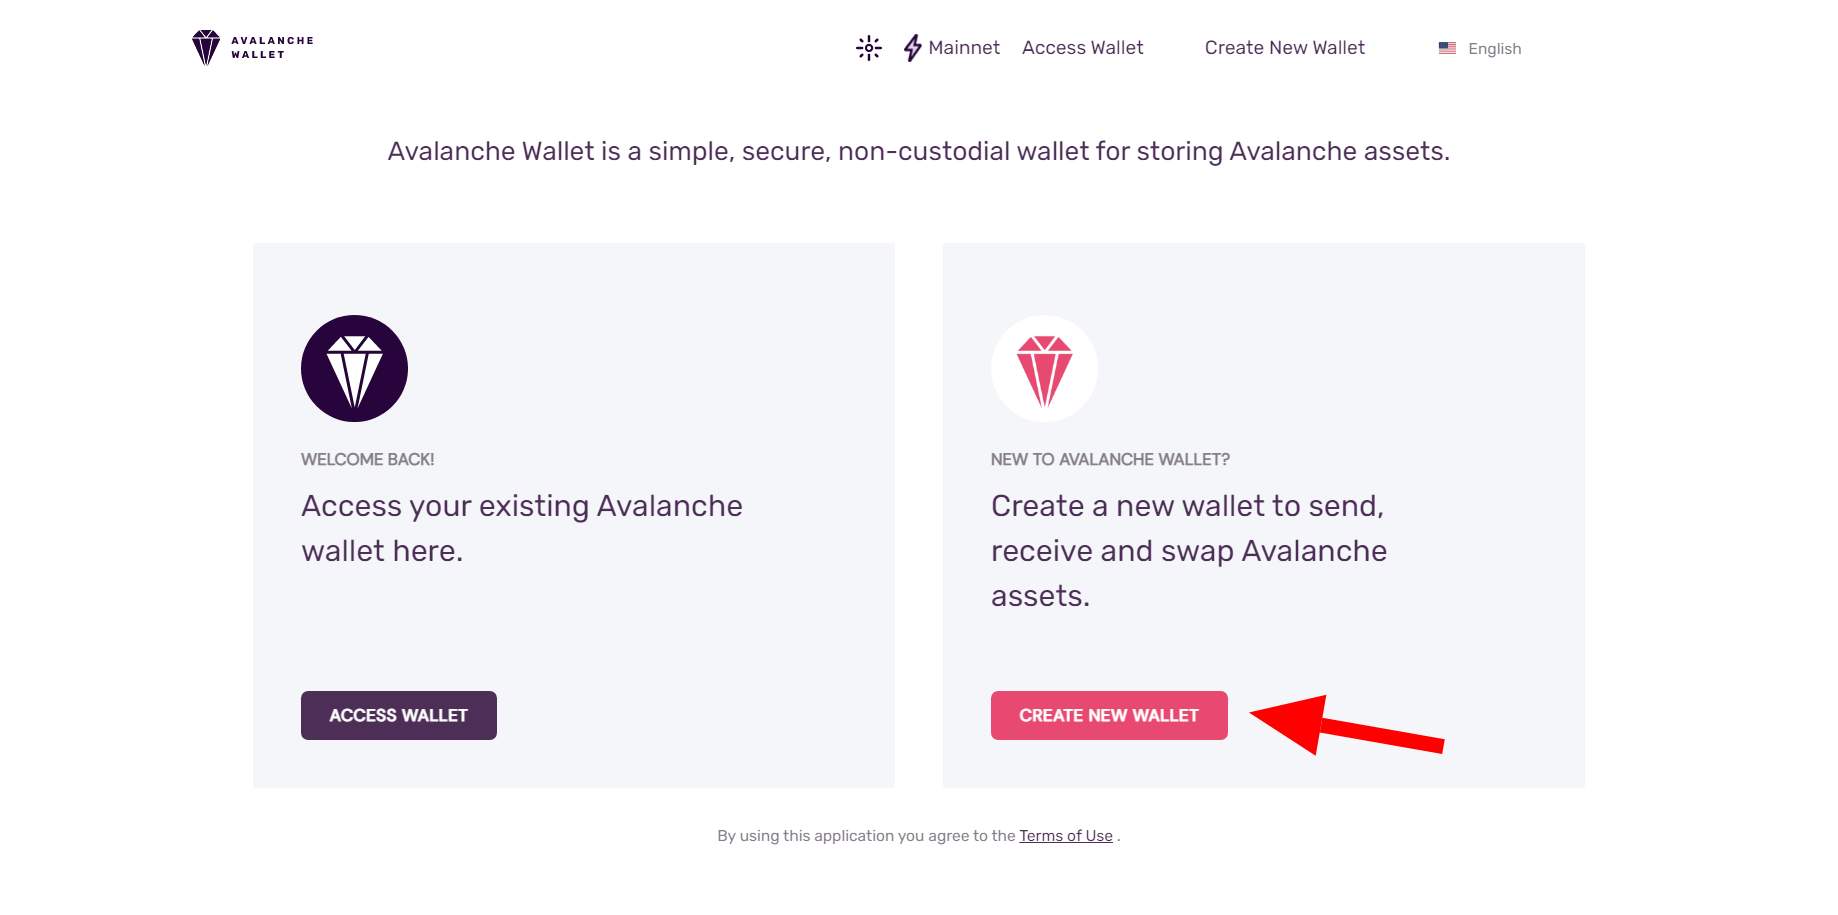 AVALANCHE
WALLET
Mainnet
Access Wallet
Create New Wallet
English
Avalanche Wallet is a simple, secure, non-custodial wallet for storing Avalanche assets.
WELCOME BACK!
Access your existing Avalanche
wallet here.
ACCESS WALLET
NEW TO AVALANCHE WALLET?
Create a new wallet to send,
receive and swap Avalanche
assets.
CREATE NEW WALLET
By using this application you agree to the Terms of Use .